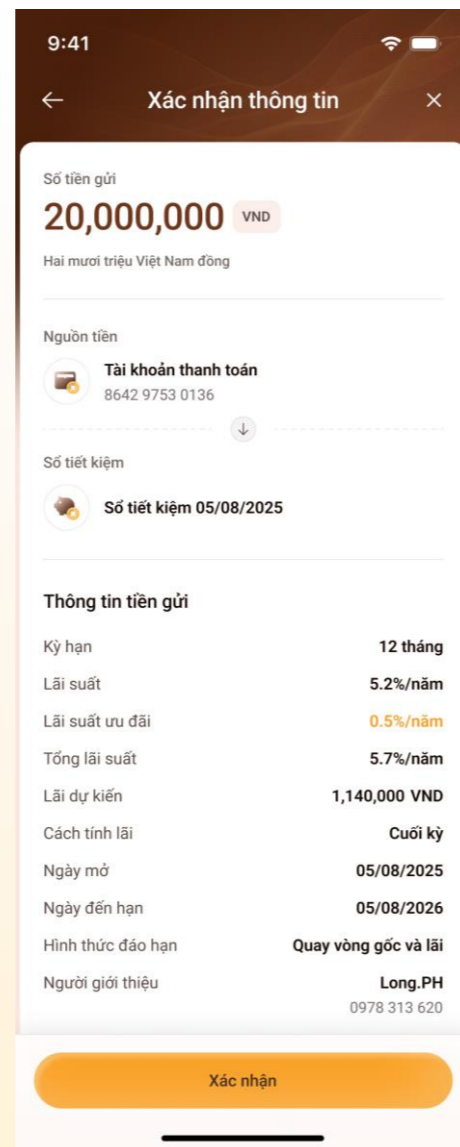 9:41
Xác nhận thông tin
Số tiền gửi
20,000,000 VND
Hai mươi triệu Việt Nam đồng
Nguồn tiền
Tài khoản thanh toán
8642 9753 0136
Sổ tiết kiệm
Sổ tiết kiệm 05/08/2025
Thông tin tiền gửi
Kỳ hạn 12 tháng
Lãi suất 5.2%/năm
Lãi suất ưu đãi 0.5%/năm
Tổng lãi suất 5.7%/năm
Lãi dự kiến 1,140,000 VND
Cách tính lãi Cuối kỳ
Ngày mở 05/08/2025
Ngày đến hạn 05/08/2026
Hình thức đáo hạn Quay vòng gốc và lãi
Người giới thiệu Long.PH
0978 313 620
Xác nhận